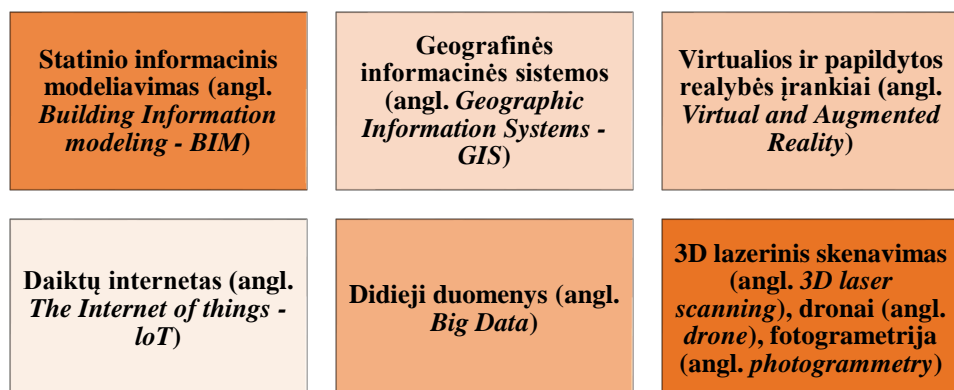 Statinio informacinis
modeliavimas (angl.
Building Information
modeling - BIM)
Geografinės
informacinės sistemos
(angl. Geographic
Information Systems -
GIS)
Virtualios ir papildytos
realybės įrankiai (angl.
Virtual and Augmented
Reality)
Daiktų internetas (angl.
The Internet of things -
loT)
Didieji duomenys (angl.
Big Data)
3D lazerinis skenavimas
(angl. 3D laser
scanning), dronai (angl.
drone), fotogrametrija
(angl. photogrammetry)